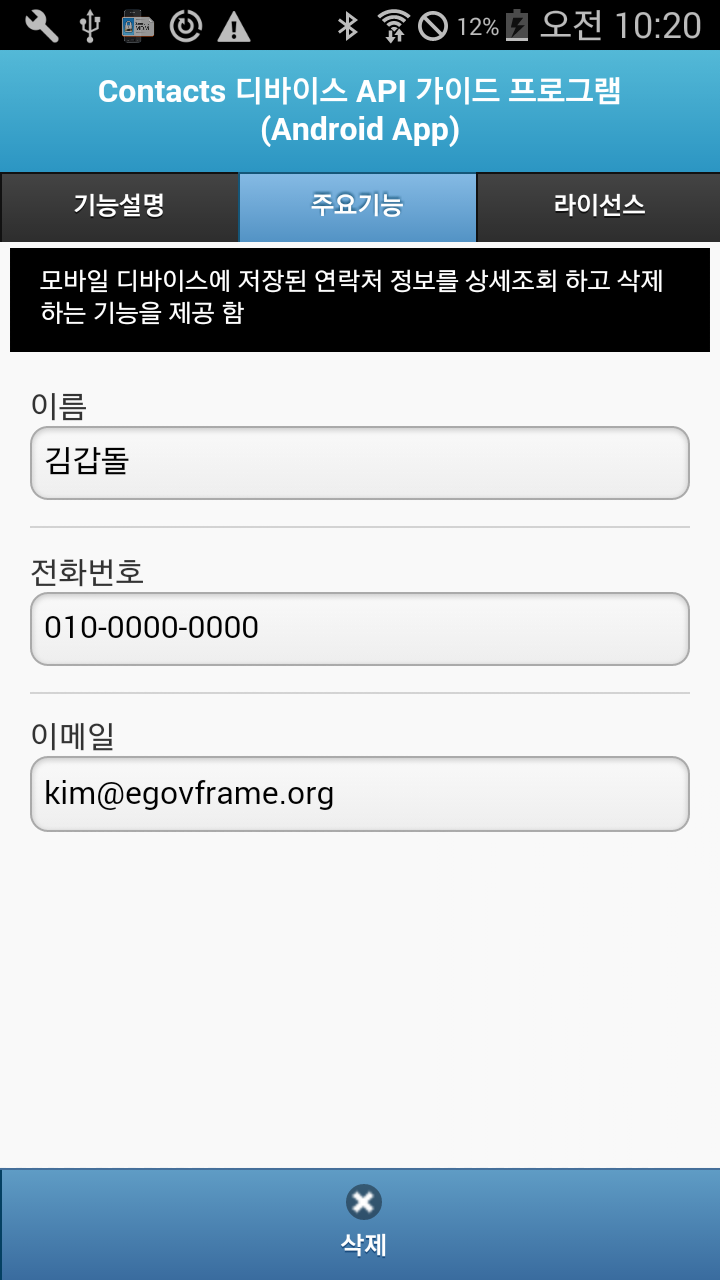 12%
오전 10:20
Contacts 디바이스 API 가이드 프로그램
(Android App)
기능설명
주요기능
라이선스
모바일 디바이스에 저장된 연락처 정보를 상세조회 하고 삭제
하는 기능을 제공 함
이름
김갑돌
전화번호
010-0000-0000
이메일
kim@egovframe.org
삭제